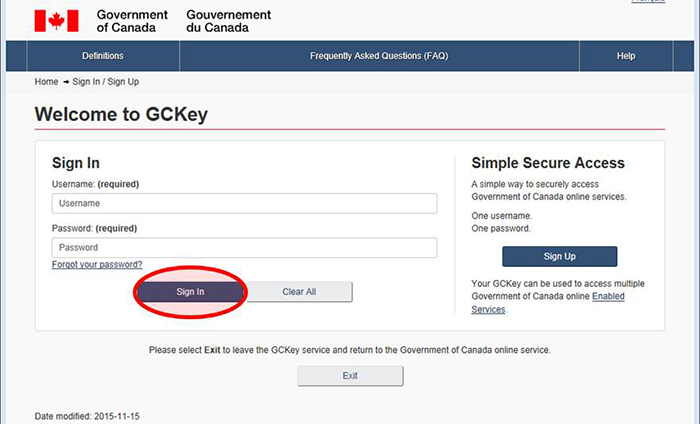 Français
Government
of Canada
Gouvernement
du Canada
Definitions
Frequently Asked Questions (FAQ)
Help
Home ➔ Sign In / Sign Up
Welcome to GCKey
Sign In
Username: (required)
Username
Password: (required)
Password
Forgot your password?
Sign In
Clear All
Simple Secure Access
A simple way to securely access
Government of Canada online services.
One username.
One password.
Sign Up
Your GCKey can be used to access multiple
Government of Canada online Enabled
Services.
Please select Exit to leave the GCKey service and return to the Government of Canada online service.
Exit
Date modified: 2015-11-15